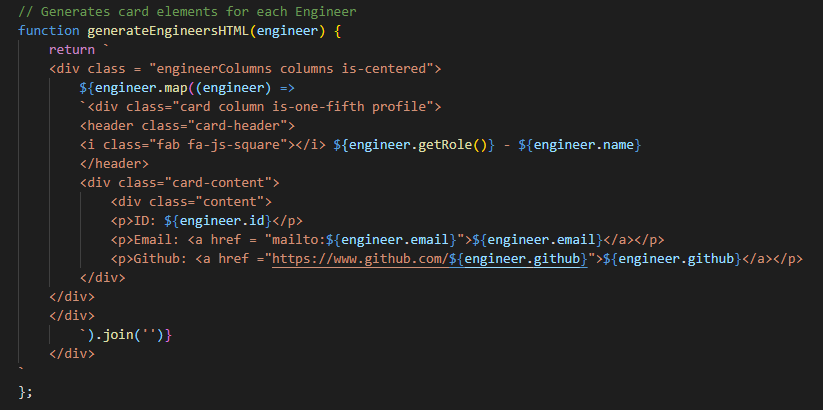 // Generates card elements for each Engineer
function generateEngineersHTML(engineer) {
    return `
    <div class = "engineerColumns columns is-centered">
        ${engineer.map((engineer) =>
        `<div class="card column is-one-fifth profile">
        <header class="card-header">
        <i class="fab fa-js-square"></i> ${engineer.getRole()} - ${engineer.name}
        </header>
        <div class="card-content">
            <div class="content">
            <p>ID: ${engineer.id}</p>
            <p>Email: <a href = "mailto:${engineer.email}">${engineer.email}</a></p>
            <p>Github: <a href ="https://www.github.com/${engineer.github}">${engineer.github}</a></p>
        </div>
    </div>
    </div>
        `).join('')}
    </div>
`
};